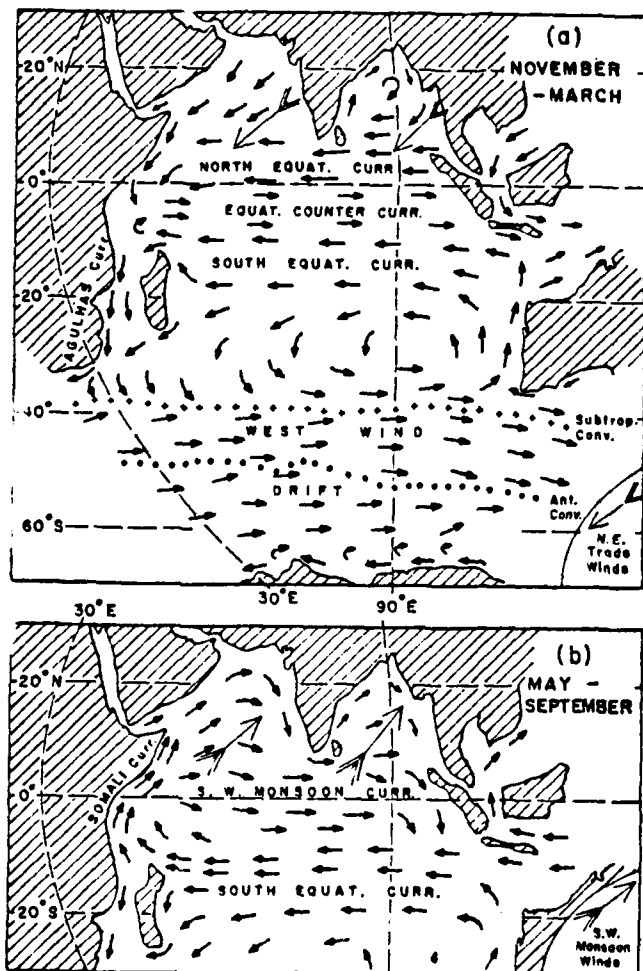 (a)
NOVEMBER
– MARCH
20°N
NORTH EQUAT. CURR
0°
EQUAT. COUNTER CURR.
SOUTH EQUAT. CURR.
20°
AGULHAS Curr.
40°
Subtrop.
Conv.
WEST WIND
DRIFT
Ant.
Conv.
60°S
N.E.
Trade
Winds
30°E
30°E
90°E
(b)
MAY –
SEPTEMBER
20°N
SOMALI Curr.
0°
S. W. MONSOON CURR.
SOUTH EQUAT. CURR.
20°S
S.W.
Monsoon
Winds